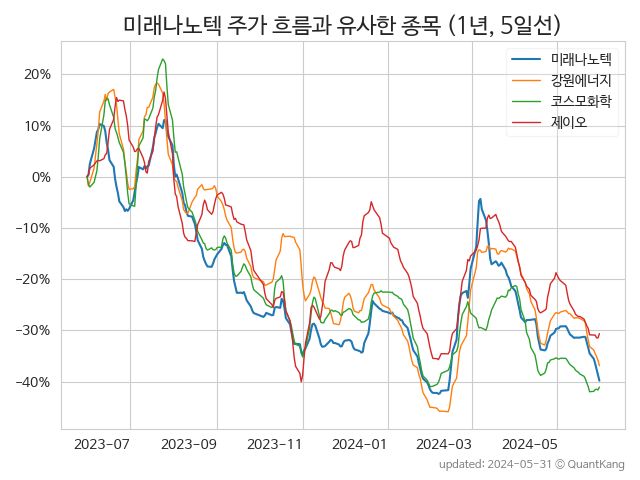 미래나노텍 주가 흐름과 유사한 종목 (1년, 5일선)
미래나노텍
강원에너지
코스모화학
제이오
20%
10%
0%
−10%
−20%
−30%
−40%
2023-07 2023-09 2023-11 2024-01 2024-03 2024-05
updated: 2024-05-31 © QuantKang